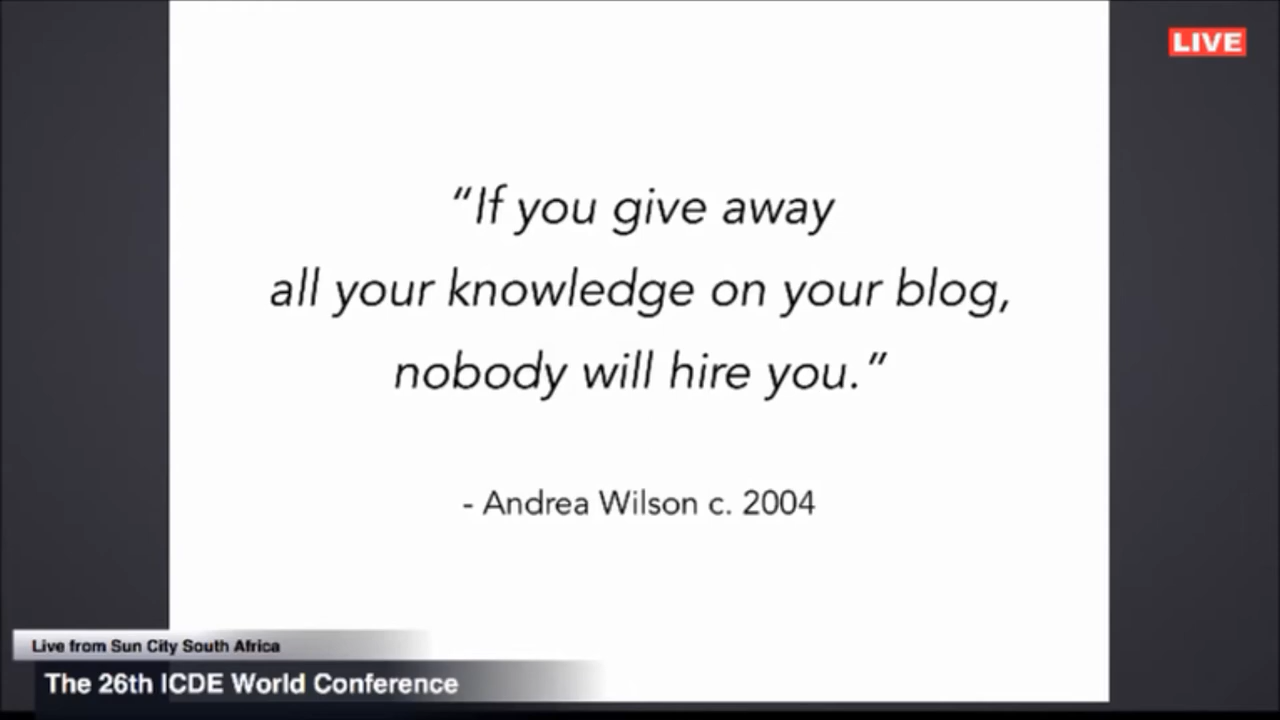 LIVE
“If you give away
all your knowledge on your blog,
nobody will hire you.”
- Andrea Wilson c. 2004
Live from Sun City South Africa
The 26th ICDE World Conference